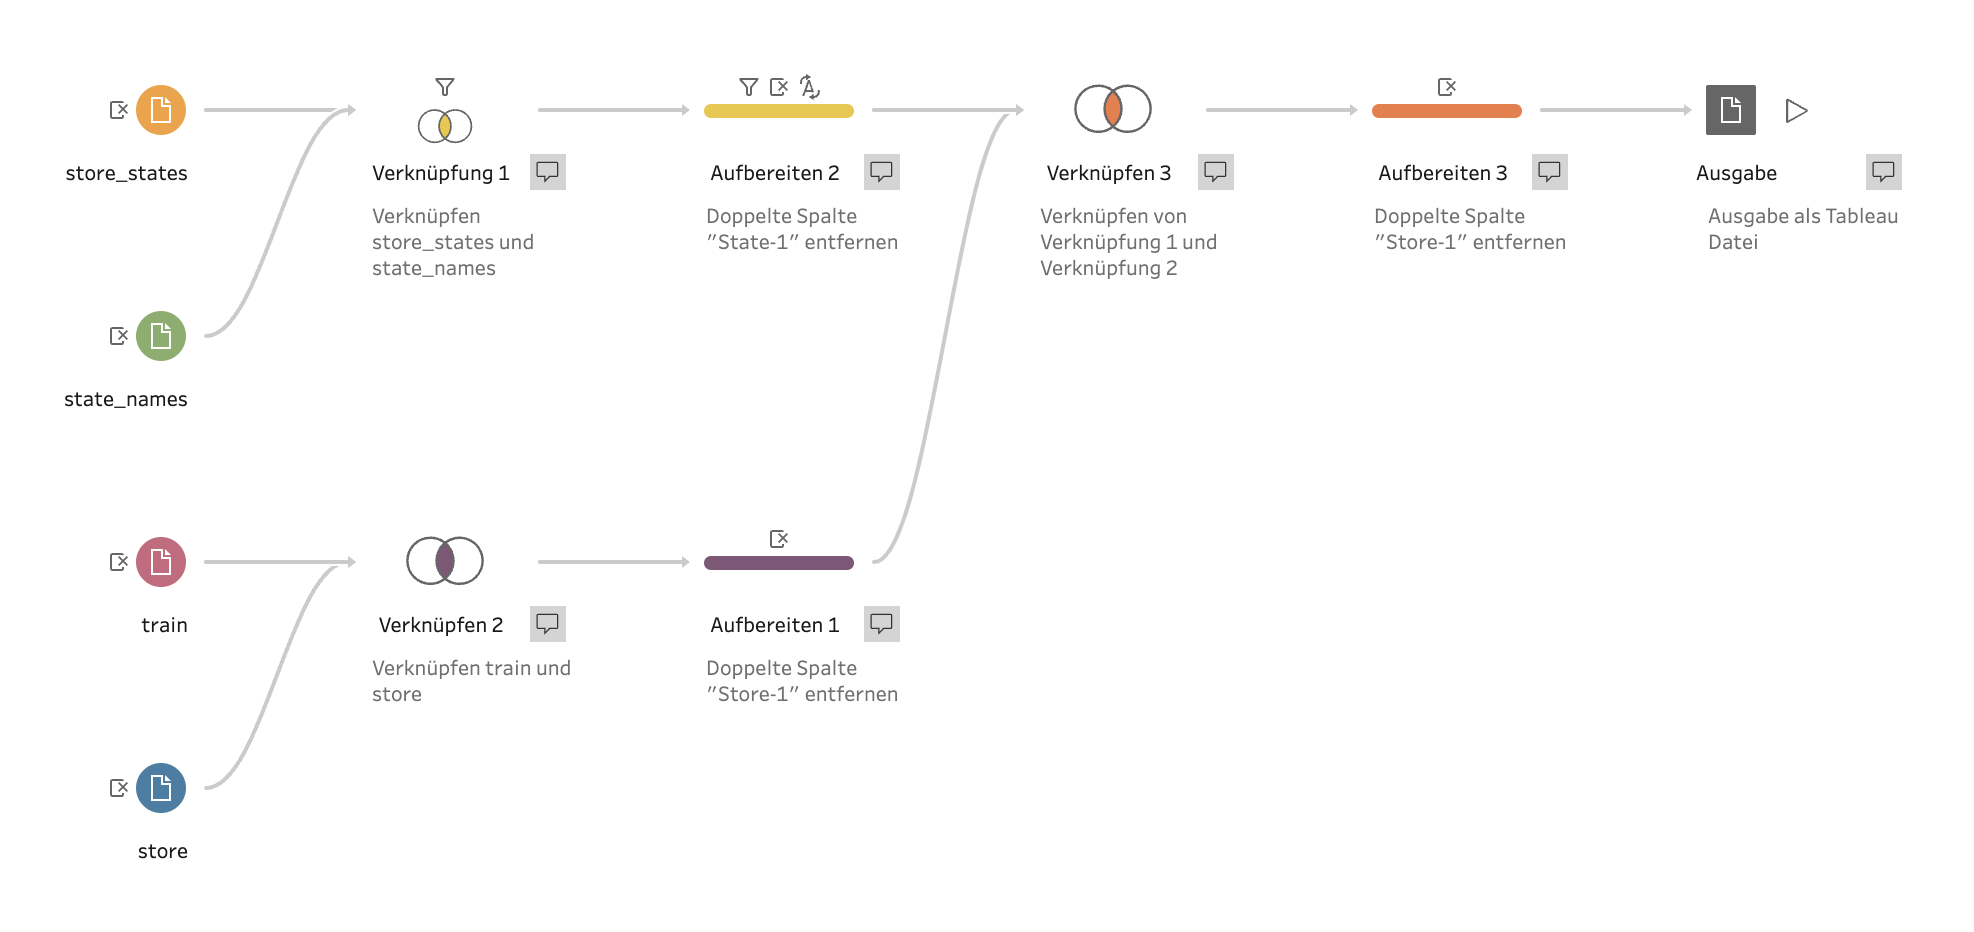 store_states
Verknüpfung 1
Verknüpfen
store_states und
state_names
Aufbereiten 2
Doppelte Spalte
"State-1" entfernen
Verknüpfen 3
Verknüpfen von
Verknüpfung 1 und
Verknüpfung 2
Aufbereiten 3
Doppelte Spalte
"Store-1" entfernen
Ausgabe
Ausgabe als Tableau
Datei
state_names
train
Verknüpfen 2
Verknüpfen train und
store
Aufbereiten 1
Doppelte Spalte
"Store-1" entfernen
store